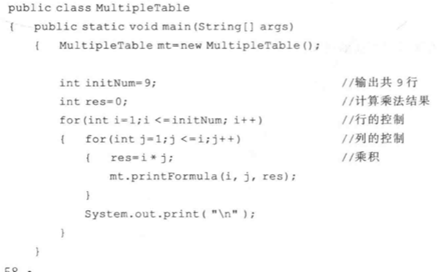 public class MultipleTable
{ public static void main(String[] args)
{ MultipleTable mt=new MultipleTable();
int initNum=9; //输出共 9 行
int res=0; //计算乘法结果
for(int i=1;i <=initNum; i++) //行的控制
{ for(int j=1;j <=i;j++) //列的控制
{ res=i * j; //乘积
mt.printFormula(i, j, res);
}
System.out.print( "\n" );
}
}
58 ·